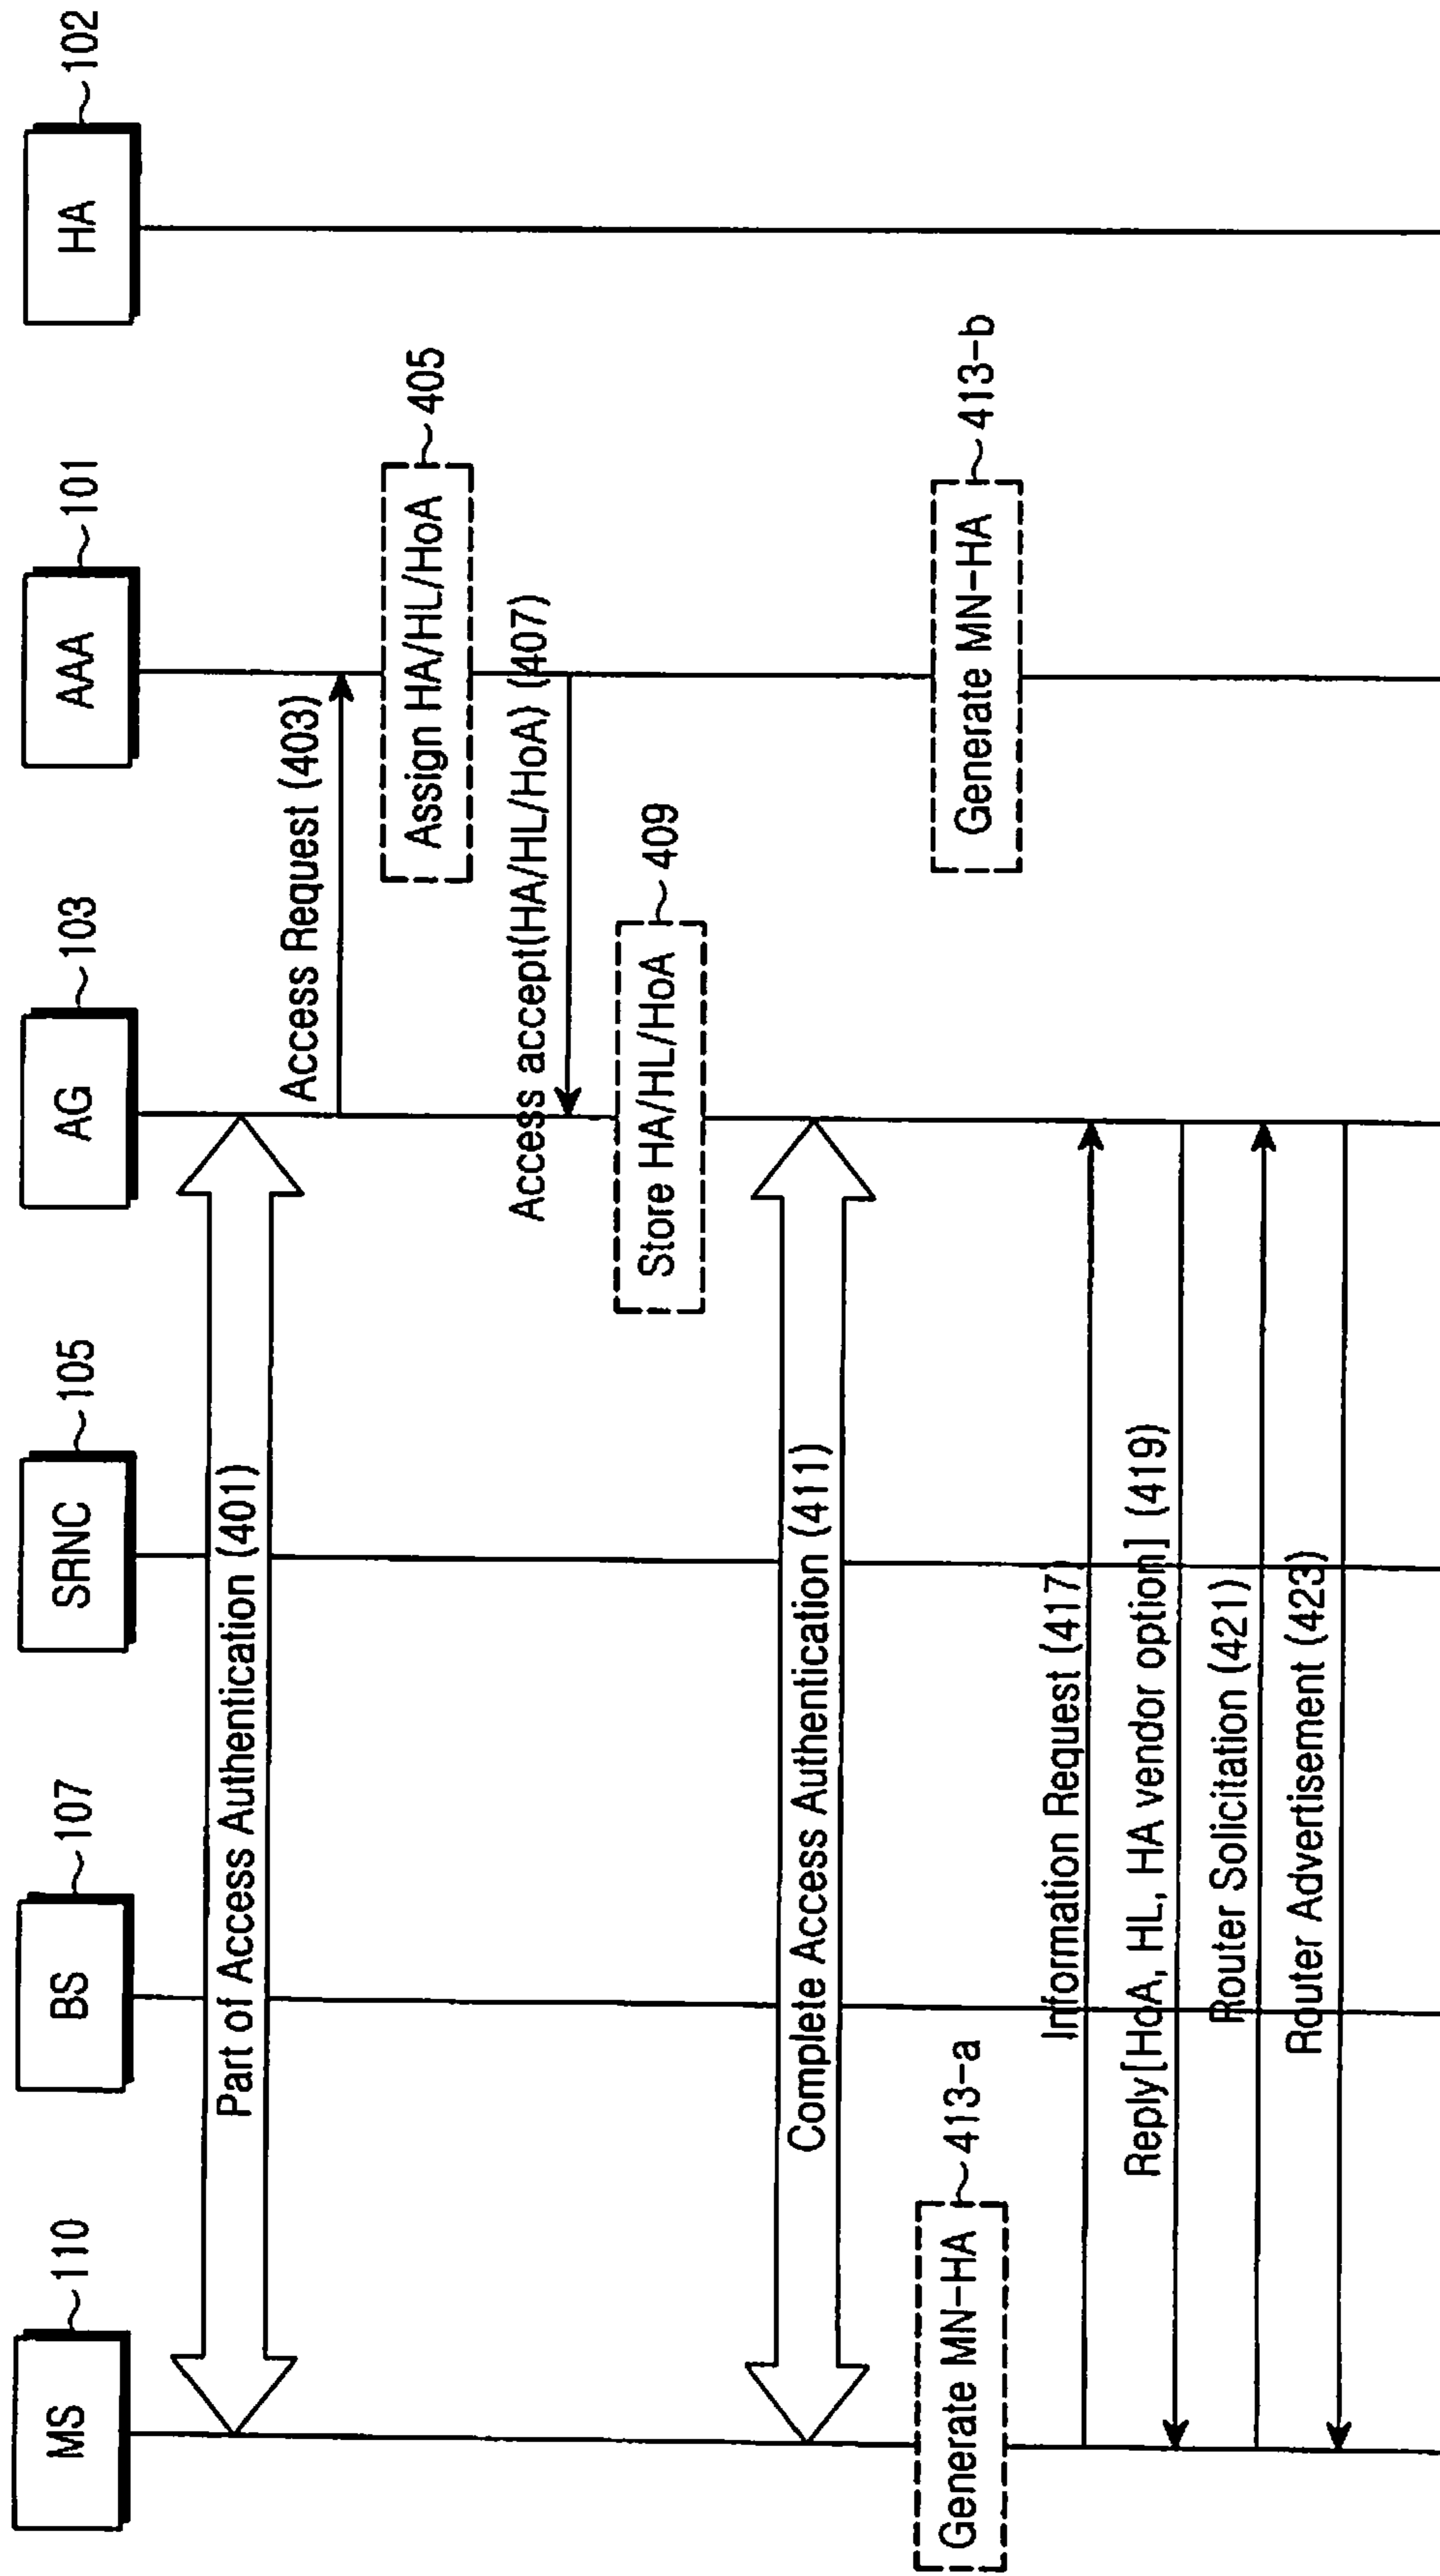 MS
110
BS
107
SRNC
105
AG
103
AAA
101
HA
102
Part of Access Authentication (401)
Access Request (403)
Assign HA/HL/HoA
405
Access accept(HA/HL/HoA) (407)
Store HA/HL/HoA
409
Complete Access Authentication (411)
Generate MN-HA
413-a
Generate MN-HA
413-b
Information Request (417)
Reply[HoA, HL, HA vendor option] (419)
Router Solicitation (421)
Router Advertisement (423)